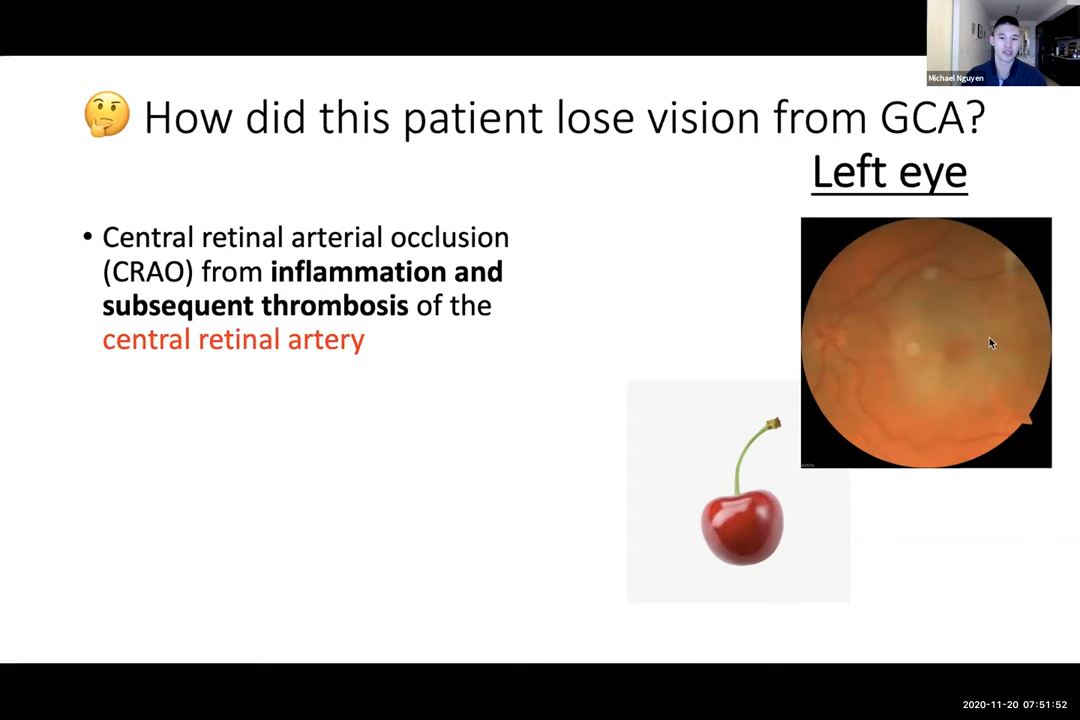 Michael Nguyen
🤔 How did this patient lose vision from GCA?
Left eye
• Central retinal arterial occlusion
(CRAO) from inflammation and
subsequent thrombosis of the
central retinal artery
2020-11-20 07:51:52